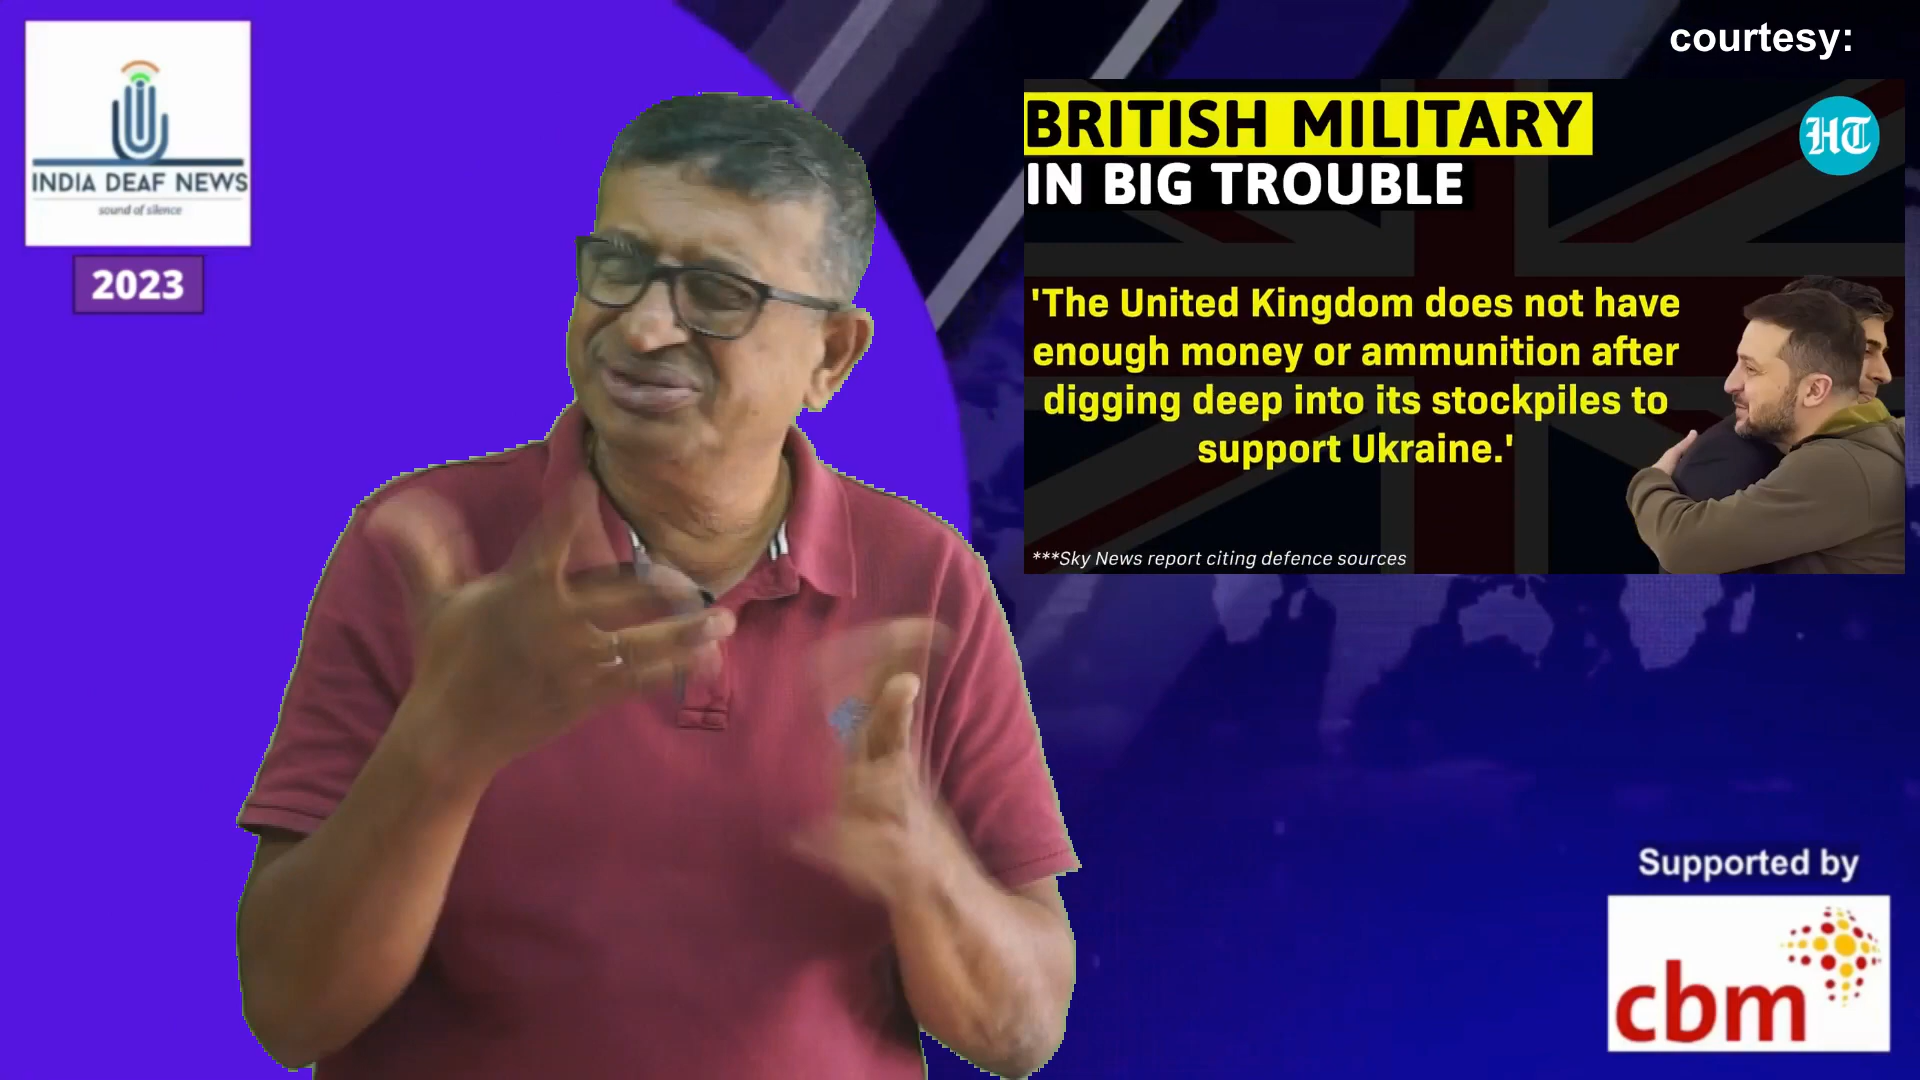 INDIA DEAF NEWS
sound of silence
2023
courtesy:
BRITISH MILITARY
IN BIG TROUBLE
HT
'The United Kingdom does not have
enough money or ammunition after
digging deep into its stockpiles to
support Ukraine.'
***Sky News report citing defence sources
Supported by
cbm